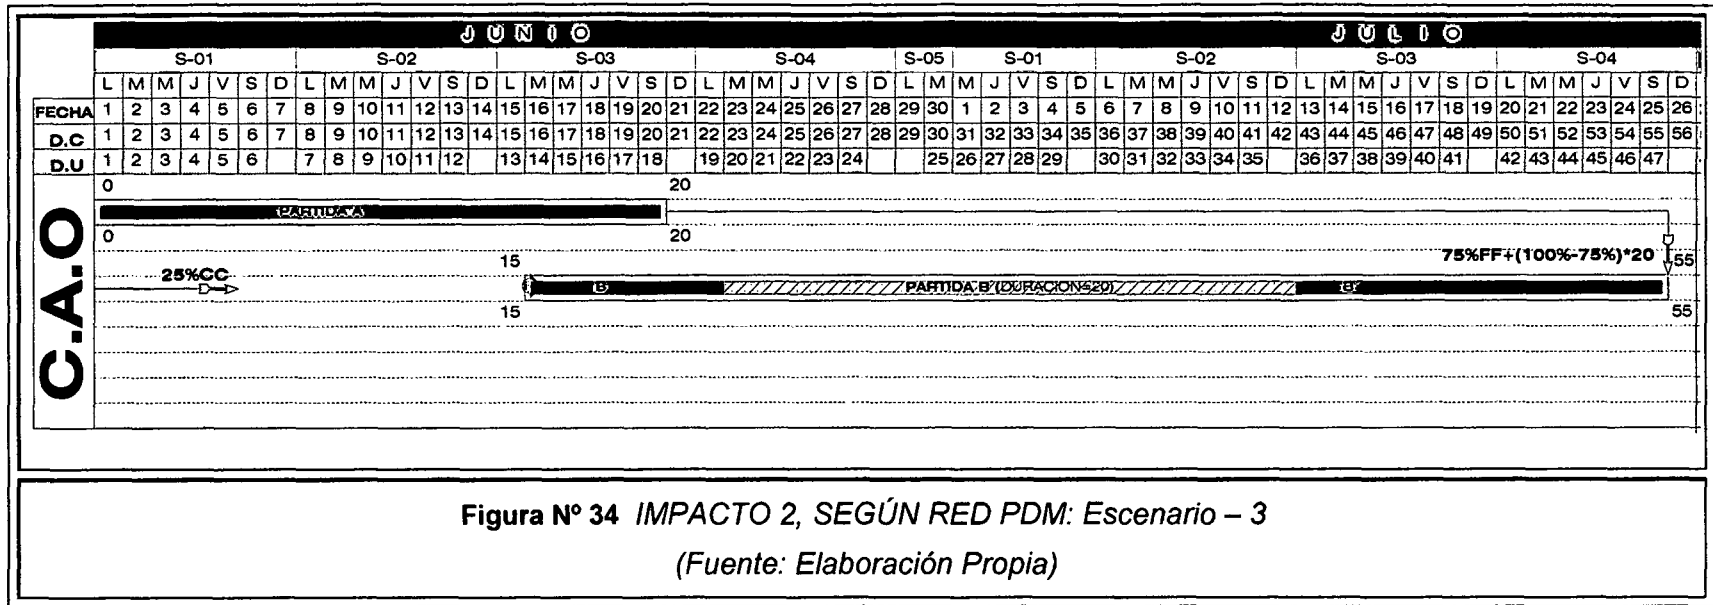 JUNIO JULIO
S-01 S-02 S-03 S-04 S-05 S-01 S-02 S-03 S-04
L M M J V S D L M M J V S D L M M J V S D L M M J V S D L M M J V S D L M M J V S D L M M J V S D L M M J V S D
FECHA 1 2 3 4 5 6 7 8 9 10 11 12 13 14 15 16 17 18 19 20 21 22 23 24 25 26 27 28 29 30 1 2 3 4 5 6 7 8 9 10 11 12 13 14 15 16 17 18 19 20 21 22 23 24 25 26
D.C 1 2 3 4 5 6 7 8 9 10 11 12 13 14 15 16 17 18 19 20 21 22 23 24 25 26 27 28 29 30 31 32 33 34 35 36 37 38 39 40 41 42 43 44 45 46 47 48 49 50 51 52 53 54 55 56
D.U 1 2 3 4 5 6 7 8 9 10 11 12 13 14 15 16 17 18 19 20 21 22 23 24 25 26 27 28 29 30 31 32 33 34 35 36 37 38 39 40 41 42 43 44 45 46 47
C.A.O
0 20
PARTIDA A
0 20
15 75%FF+(100%-75%)*20 55
25%CC
B PARTIDA B (DURACION=20) B
15 55
Figura Nº 34 IMPACTO 2, SEGÚN RED PDM: Escenario – 3
(Fuente: Elaboración Propia)